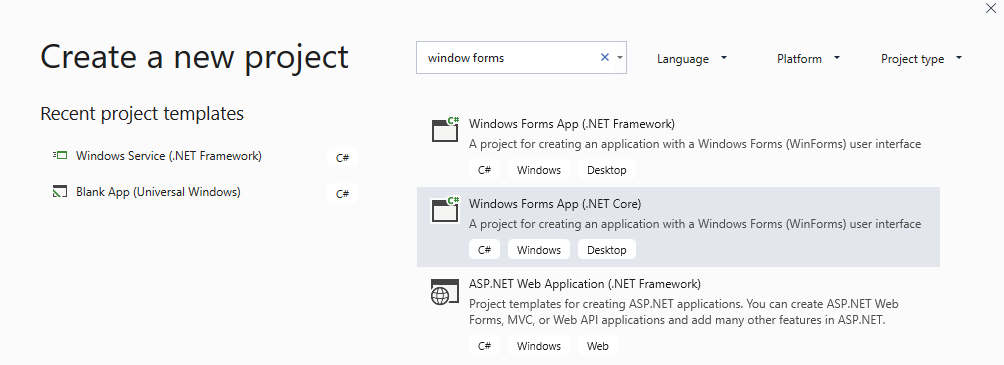 Create a new project
window forms
Language
Platform
Project type
Recent project templates
Windows Service (.NET Framework)
C#
Blank App (Universal Windows)
C#
C#
Windows Forms App (.NET Framework)
A project for creating an application with a Windows Forms (WinForms) user interface
C# Windows Desktop
C#
Windows Forms App (.NET Core)
A project for creating an application with a Windows Forms (WinForms) user interface
C# Windows Desktop
ASP.NET Web Application (.NET Framework)
Project templates for creating ASP.NET applications. You can create ASP.NET Web
Forms, MVC, or Web API applications and add many other features in ASP.NET.
C# Windows Web